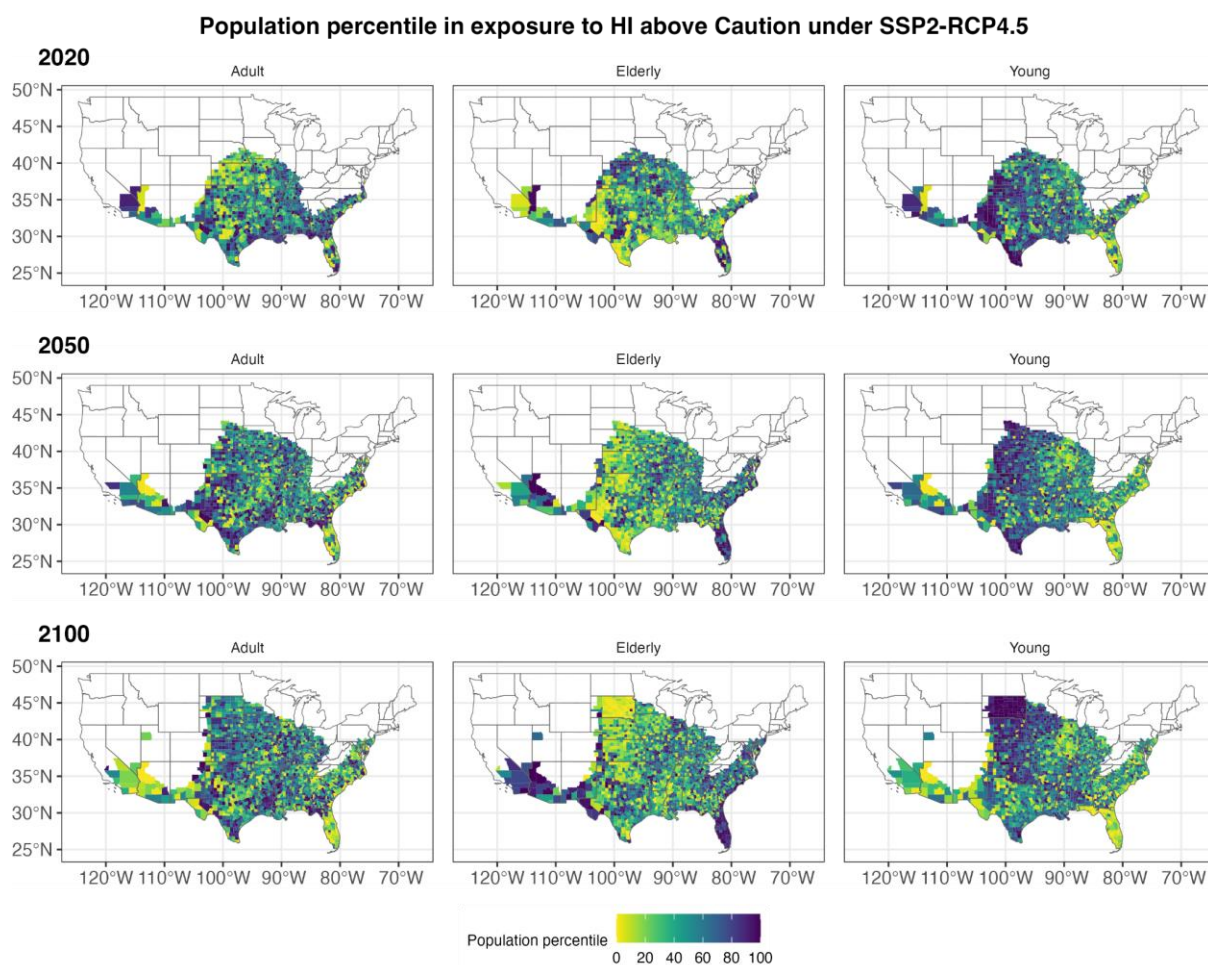 Population percentile in exposure to HI above Caution under SSP2-RCP4.5
2020
Adult
Elderly
Young
50°N
45°N
40°N
35°N
30°N
25°N
120°W 110°W 100°W 90°W 80°W 70°W
120°W 110°W 100°W 90°W 80°W 70°W
120°W 110°W 100°W 90°W 80°W 70°W
2050
Adult
Elderly
Young
50°N
45°N
40°N
35°N
30°N
25°N
120°W 110°W 100°W 90°W 80°W 70°W
120°W 110°W 100°W 90°W 80°W 70°W
120°W 110°W 100°W 90°W 80°W 70°W
2100
Adult
Elderly
Young
50°N
45°N
40°N
35°N
30°N
25°N
120°W 110°W 100°W 90°W 80°W 70°W
120°W 110°W 100°W 90°W 80°W 70°W
120°W 110°W 100°W 90°W 80°W 70°W
Population percentile
0 20 40 60 80 100